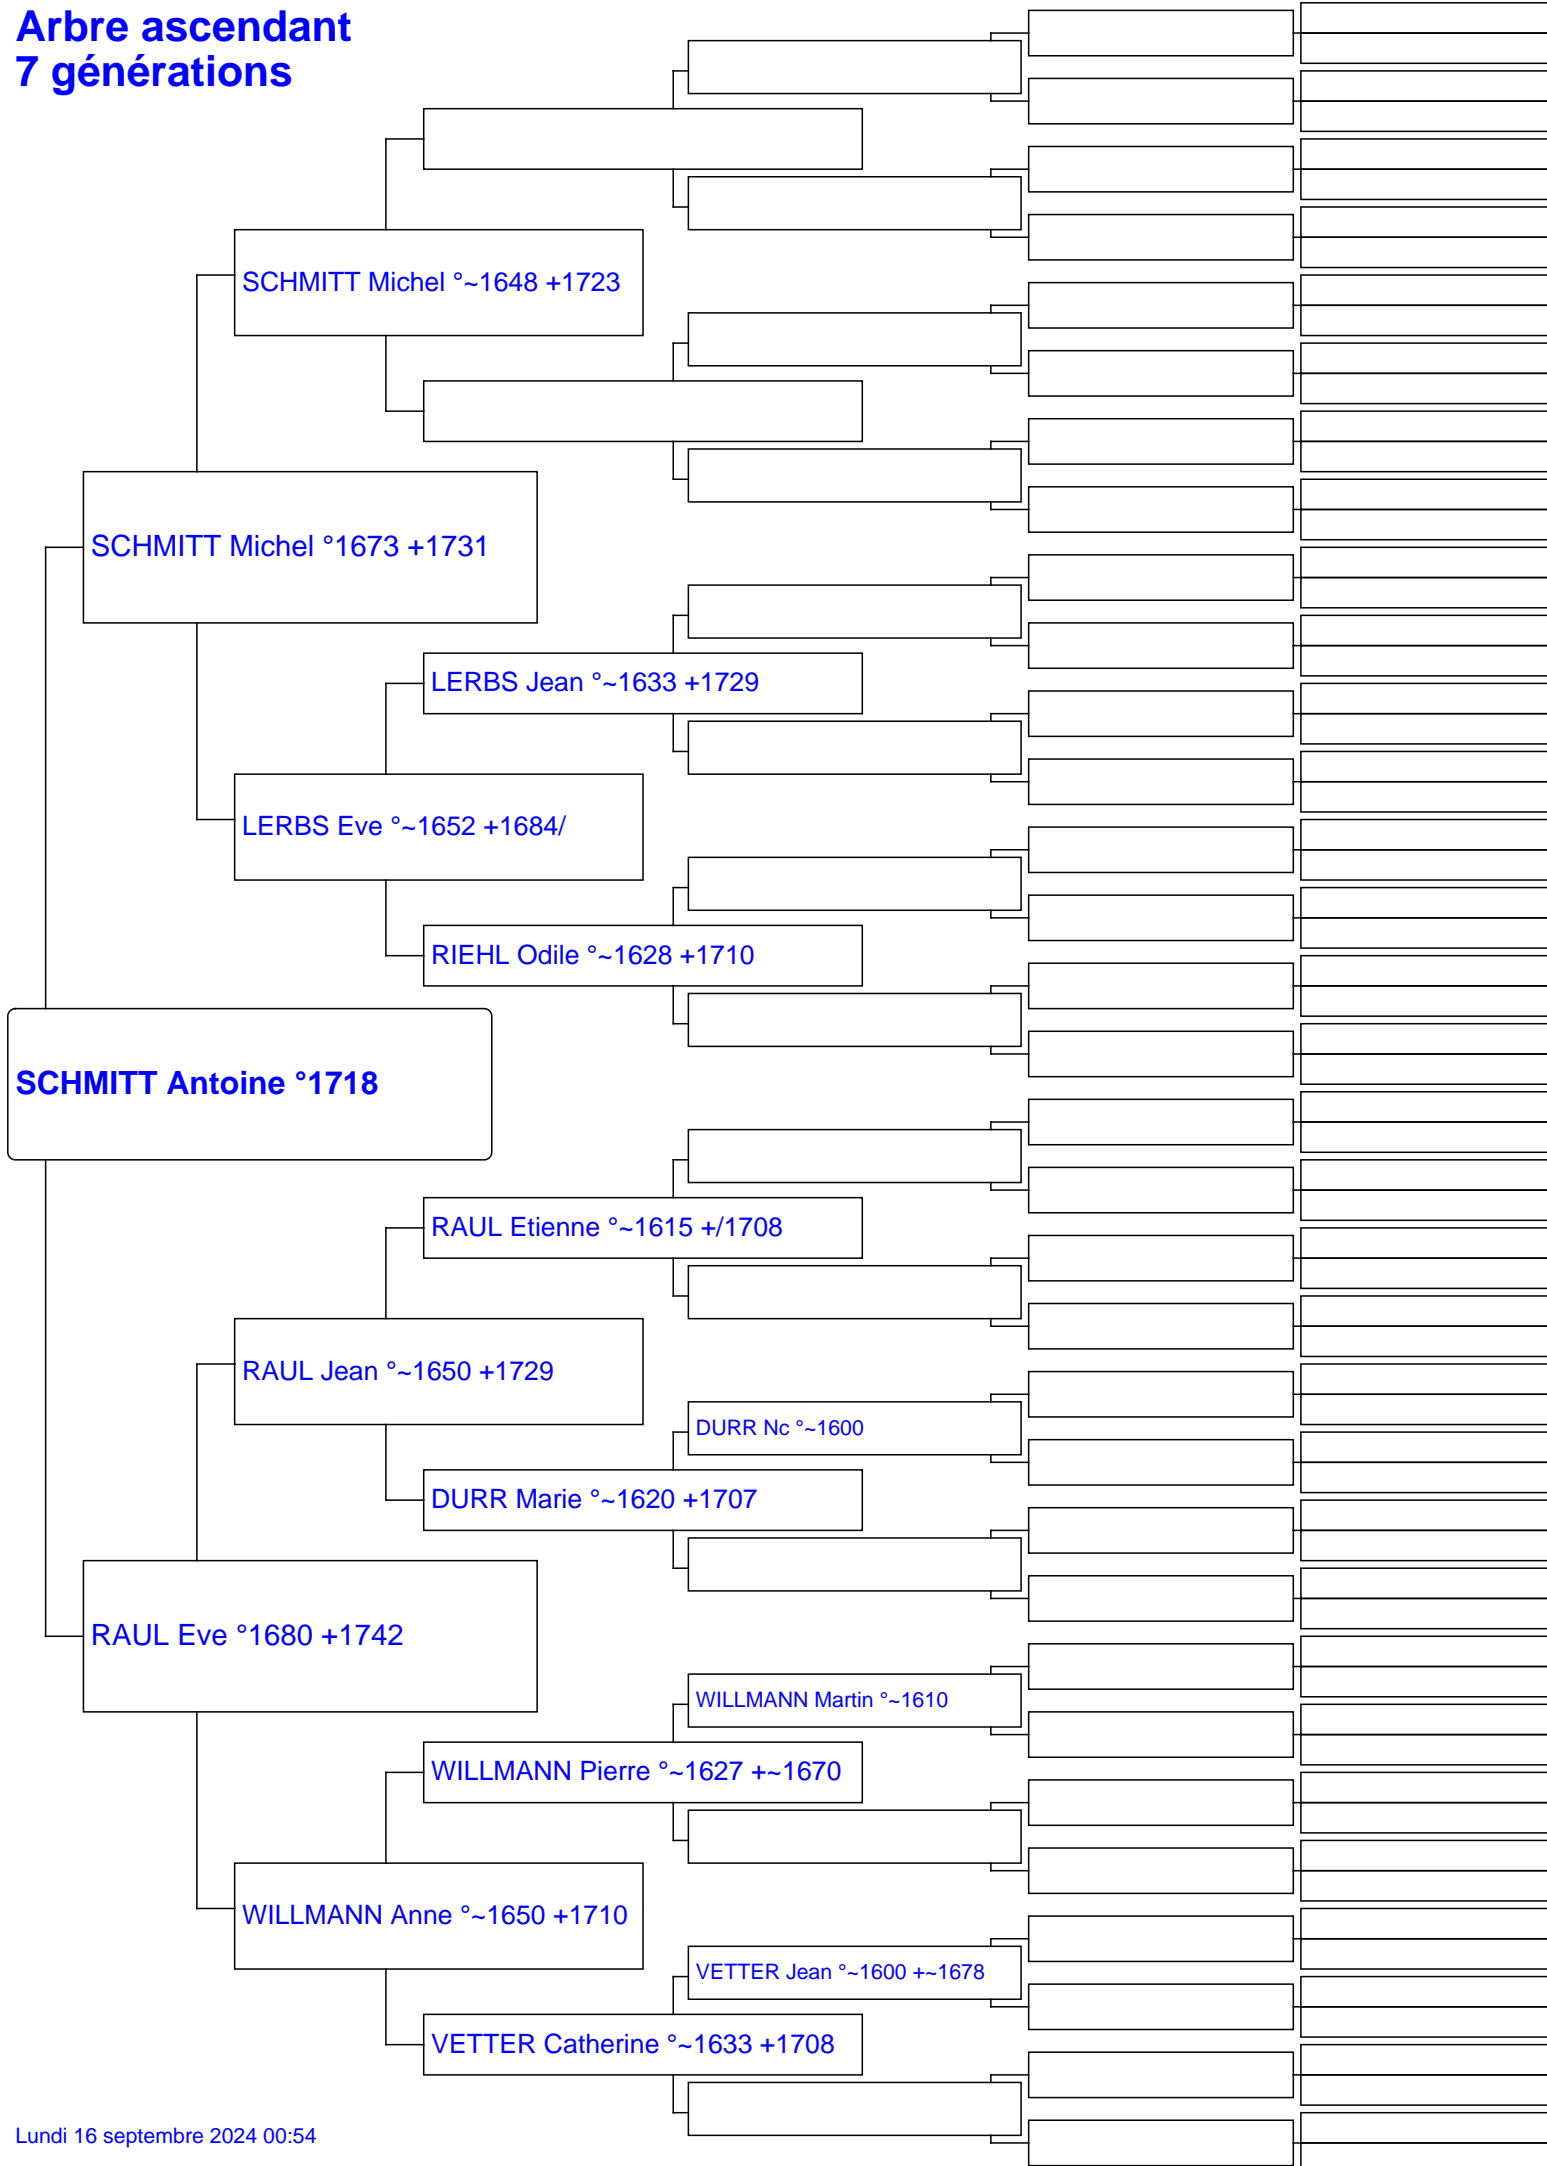 Arbre ascendant
7 générations
SCHMITT Michel °~1648 +1723
SCHMITT Michel °1673 +1731
LERBS Jean °~1633 +1729
LERBS Eve °~1652 +1684/
RIEHL Odile °~1628 +1710
SCHMITT Antoine °1718
RAUL Etienne °~1615 +/1708
RAUL Jean °~1650 +1729
DURR Nc °~1600
DURR Marie °~1620 +1707
RAUL Eve °1680 +1742
WILLMANN Martin °~1610
WILLMANN Pierre °~1627 +~1670
WILLMANN Anne °~1650 +1710
VETTER Jean °~1600 +~1678
VETTER Catherine °~1633 +1708
Lundi 16 septembre 2024 00:54